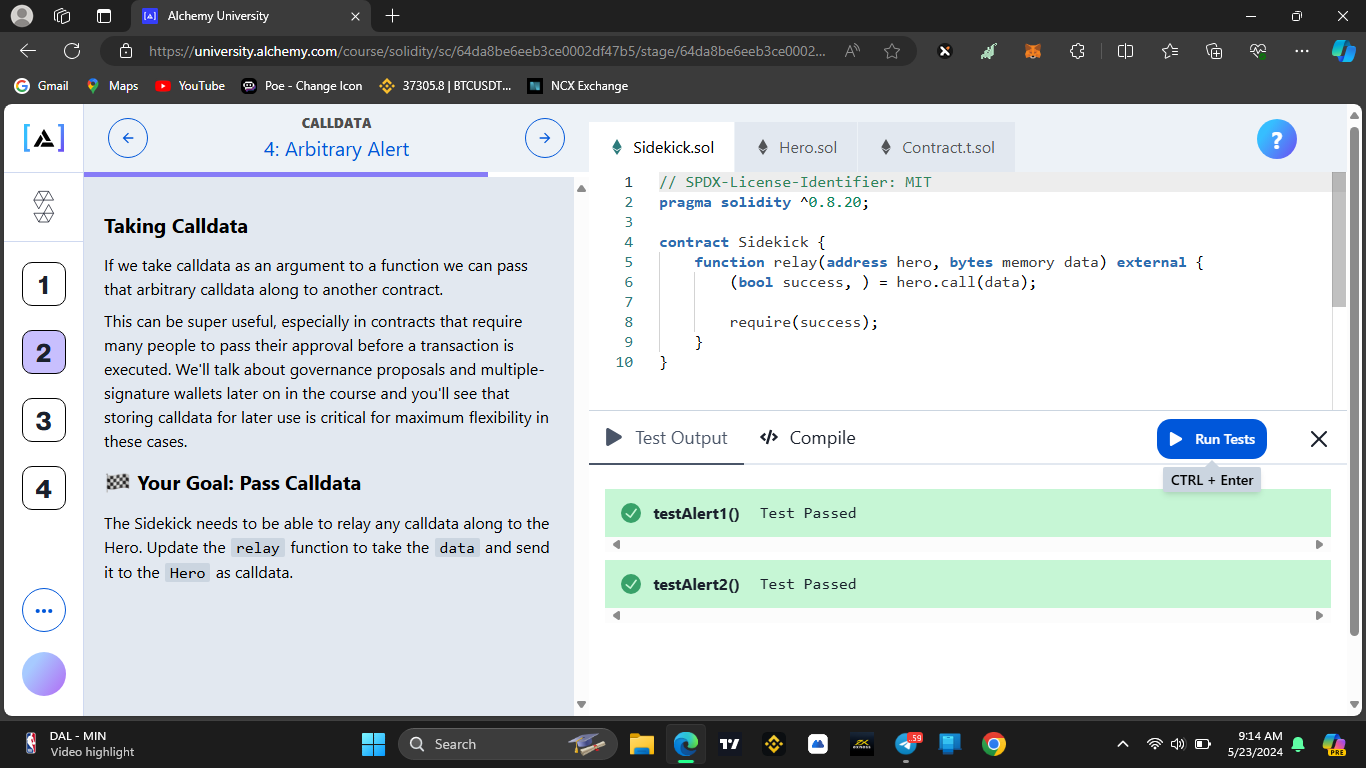 Alchemy University
https://university.alchemy.com/course/solidity/sc/64da8be6eeb3ce0002df47b5/stage/64da8be6eeb3ce0002...
Gmail
Maps
YouTube
Poe - Change Icon
37305.8 | BTCUSDT...
NCX Exchange
CALLDATA
4: Arbitrary Alert
Sidekick.sol
Hero.sol
Contract.t.sol
?
1
2
3
4
Taking Calldata
If we take calldata as an argument to a function we can pass
that arbitrary calldata along to another contract.
This can be super useful, especially in contracts that require
many people to pass their approval before a transaction is
executed. We'll talk about governance proposals and multiple-
signature wallets later on in the course and you'll see that
storing calldata for later use is critical for maximum flexibility in
these cases.
Your Goal: Pass Calldata
The Sidekick needs to be able to relay any calldata along to the
Hero. Update the relay function to take the data and send
it to the Hero as calldata.
1 // SPDX-License-Identifier: MIT
2 pragma solidity ^0.8.20;
3
4 contract Sidekick {
5 function relay(address hero, bytes memory data) external {
6 (bool success, ) = hero.call(data);
7
8 require(success);
9 }
10 }
Test Output
Compile
Run Tests
CTRL + Enter
testAlert1() Test Passed
testAlert2() Test Passed
DAL - MIN
Video highlight
Search
59
PRE
9:14 AM
5/23/2024